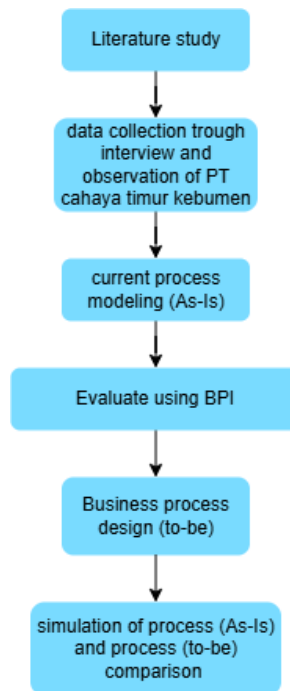 Literature study
data collection trough
interview and
observation of PT
cahaya timur kebumen
current process
modeling (As-Is)
Evaluate using BPI
Business process
design (to-be)
simulation of process (As-Is)
and process (to-be)
comparison